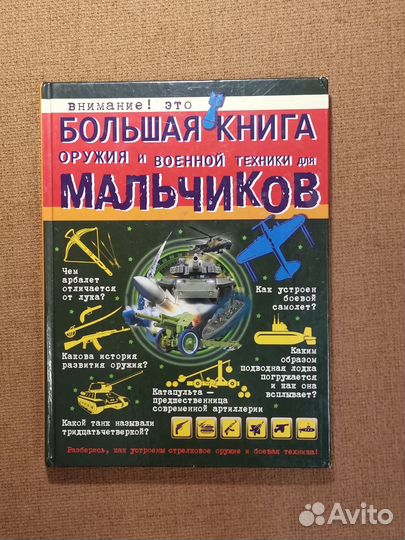 внимание! это
БОЛЬШАЯ КНИГА
ОРУЖИЯ И ВОЕННОЙ ТЕХНИКИ ДЛЯ
МАЛЬЧИКОВ
Чем
арбалет
отличается
от лука?
Как устроен
боевой
самолет?
Какова история
развития оружия?
Каким
образом
подводная лодка
погружается
и как она
всплывает?
Катапульта —
предшественница
современной артиллерии
Какой танк называли
тридцатьчетверкой?
Разберись, как устроены стрелковое оружие и боевая техника!
Avito